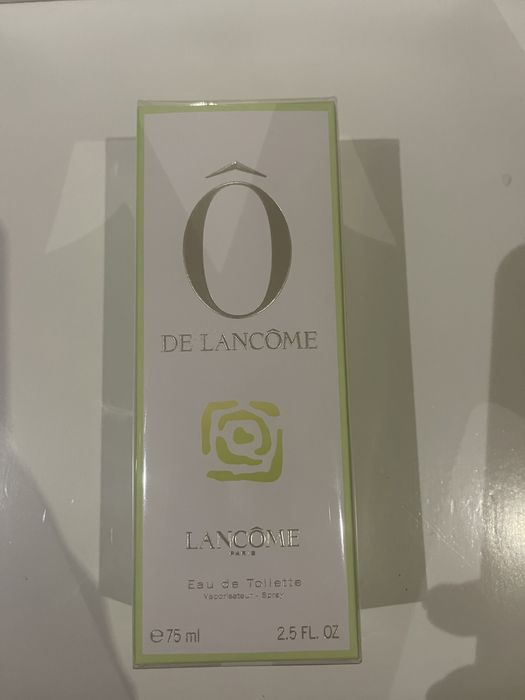 Ô
DE LANCÔME
LANCÔME
PARIS
Eau de Toilette
Vaporisateur - Spray
℮75 ml 2.5 FL. OZ